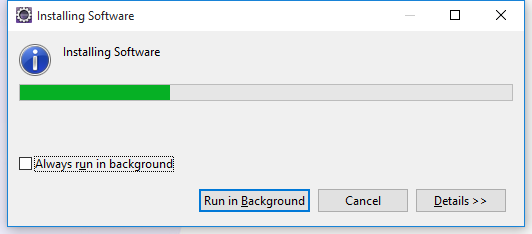 Installing Software
Installing Software
Always run in background
Run in Background
Cancel
Details >>